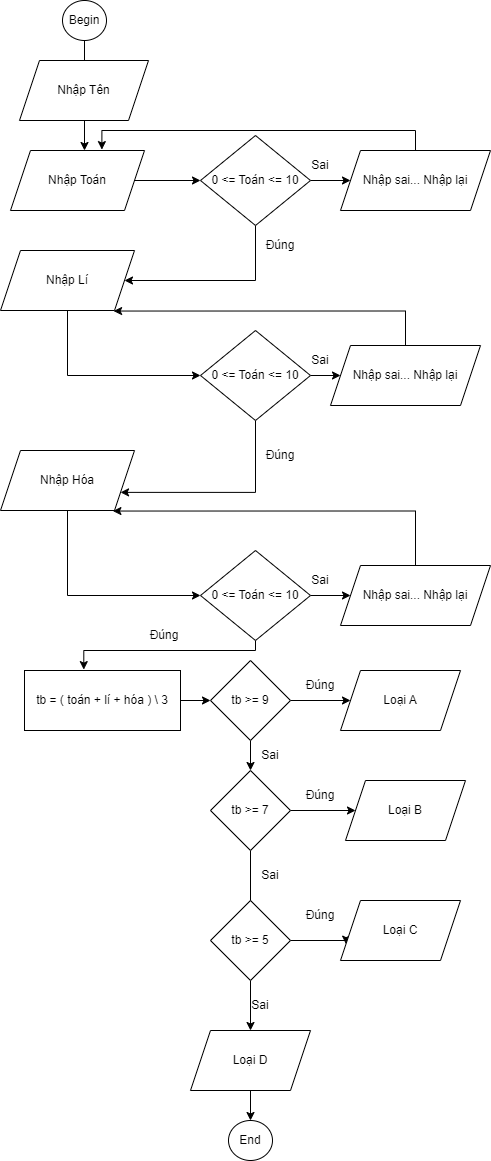 Begin
Nhập Tên
Nhập Toán
0 <= Toán <= 10
Sai
Nhập sai... Nhập lại
Đúng
Nhập Lí
0 <= Toán <= 10
Sai
Nhập sai... Nhập lại
Đúng
Nhập Hóa
0 <= Toán <= 10
Sai
Nhập sai... Nhập lại
Đúng
tb = ( toán + lí + hóa ) \ 3
tb >= 9
Đúng
Loại A
Sai
tb >= 7
Đúng
Loại B
Sai
tb >= 5
Đúng
Loại C
Sai
Loại D
End